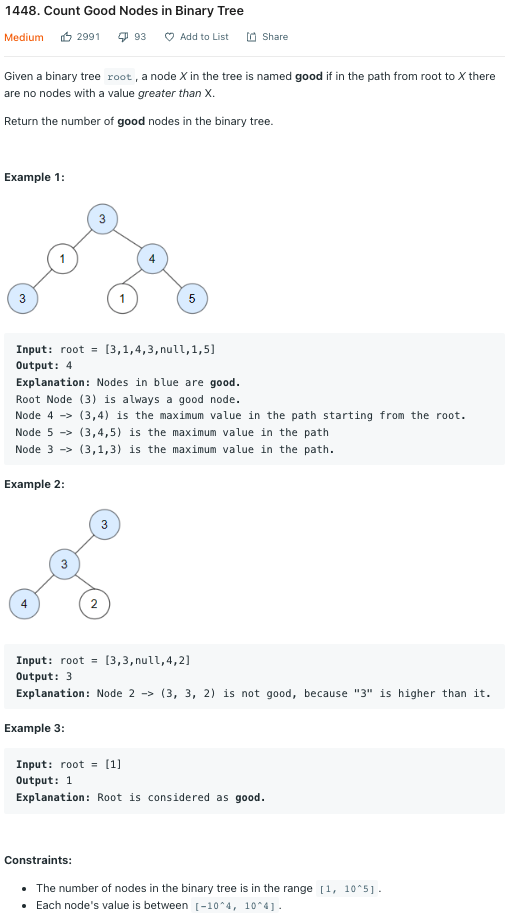 1448. Count Good Nodes in Binary Tree
Medium 2991 93 Add to List Share
Given a binary tree root, a node X in the tree is named good if in the path from root to X there
are no nodes with a value greater than X.
Return the number of good nodes in the binary tree.
Example 1:
3
1 4
3 1 5
Input: root = [3,1,4,3,null,1,5]
Output: 4
Explanation: Nodes in blue are good.
Root Node (3) is always a good node.
Node 4 -> (3,4) is the maximum value in the path starting from the root.
Node 5 -> (3,4,5) is the maximum value in the path
Node 3 -> (3,1,3) is the maximum value in the path.
Example 2:
3
3
4 2
Input: root = [3,3,null,4,2]
Output: 3
Explanation: Node 2 -> (3, 3, 2) is not good, because "3" is higher than it.
Example 3:
Input: root = [1]
Output: 1
Explanation: Root is considered as good.
Constraints:
• The number of nodes in the binary tree is in the range [1, 10^5].
• Each node's value is between [-10^4, 10^4].